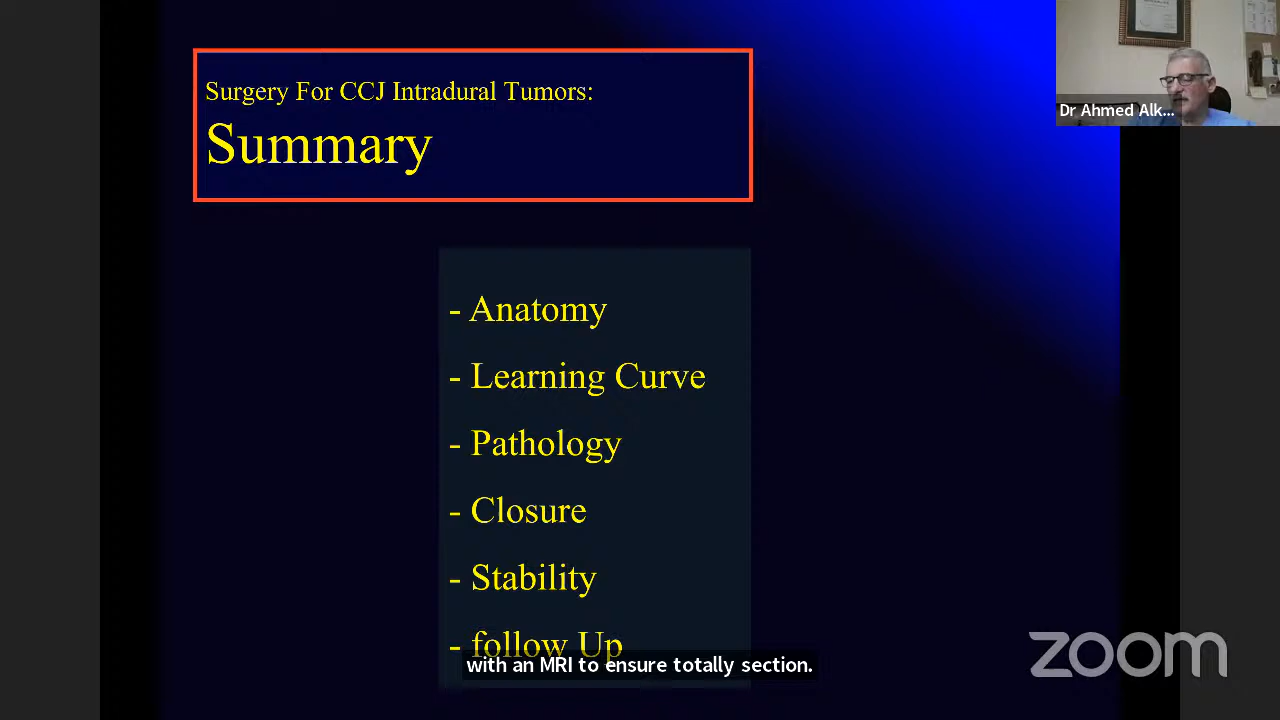 Surgery For CCJ Intradural Tumors:
Summary
Dr Ahmed Alk...
- Anatomy
- Learning Curve
- Pathology
- Closure
- Stability
- follow Up
with an MRI to ensure totally section.
zoom